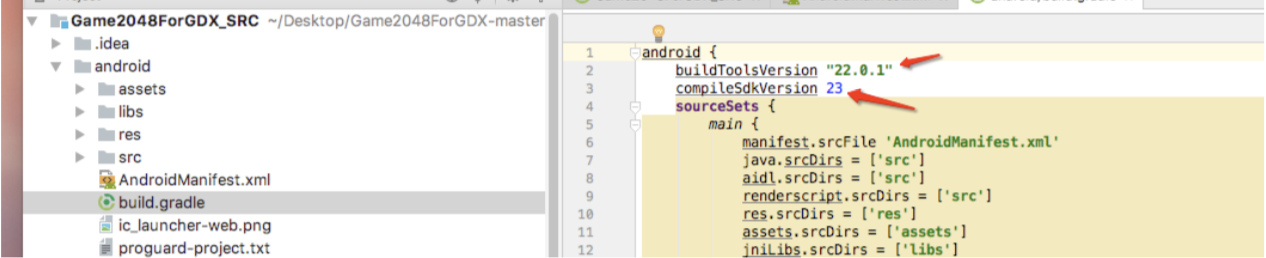 Game2048ForGDX_SRC ~/Desktop/Game2048ForGDX-master
.idea
android
assets
libs
res
src
AndroidManifest.xml
build.gradle
ic_launcher-web.png
proguard-project.txt
1 android {
2 buildToolsVersion "22.0.1"
3 compileSdkVersion 23
4 sourceSets {
5 main {
6 manifest.srcFile 'AndroidManifest.xml'
7 java.srcDirs = ['src']
8 aidl.srcDirs = ['src']
9 renderscript.srcDirs = ['src']
10 res.srcDirs = ['res']
11 assets.srcDirs = ['assets']
12 jniLibs.srcDirs = ['libs']